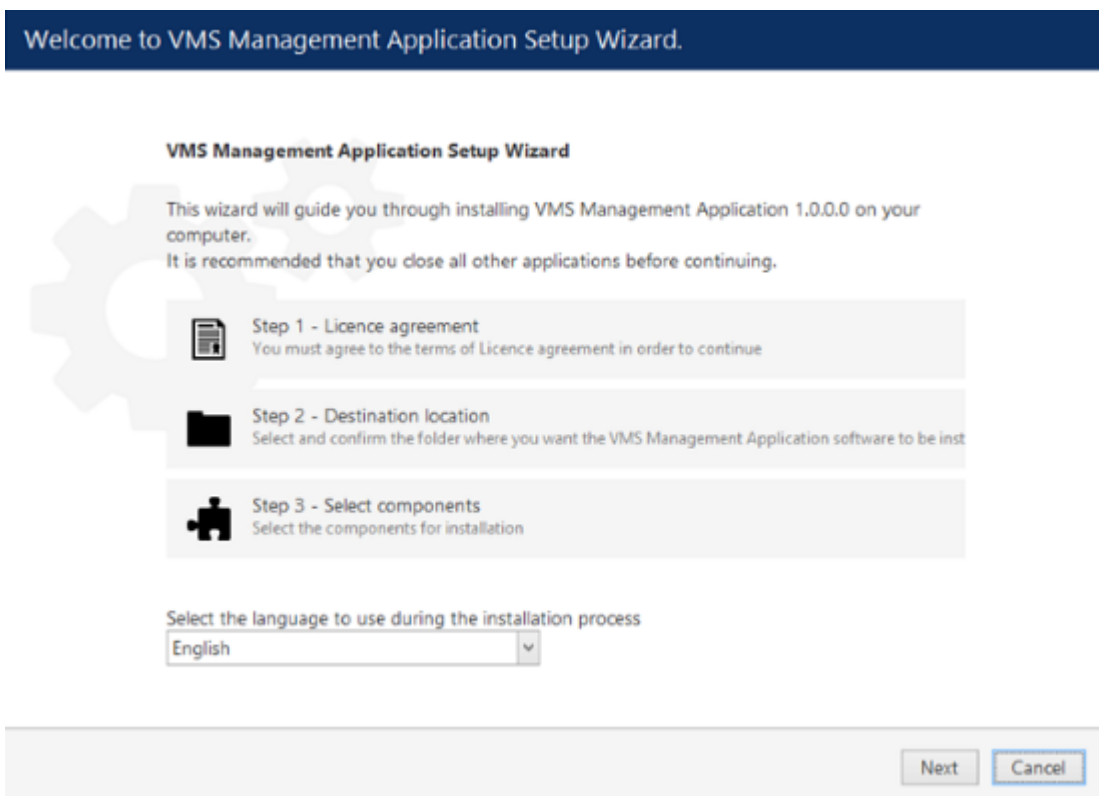 Welcome to VMS Management Application Setup Wizard.
VMS Management Application Setup Wizard
This wizard will guide you through installing VMS Management Application 1.0.0.0 on your
computer.
It is recommended that you close all other applications before continuing.
Step 1 - Licence agreement
You must agree to the terms of Licence agreement in order to continue
Step 2 - Destination location
Select and confirm the folder where you want the VMS Management Application software to be inst
Step 3 - Select components
Select the components for installation
Select the language to use during the installation process
English
Next Cancel